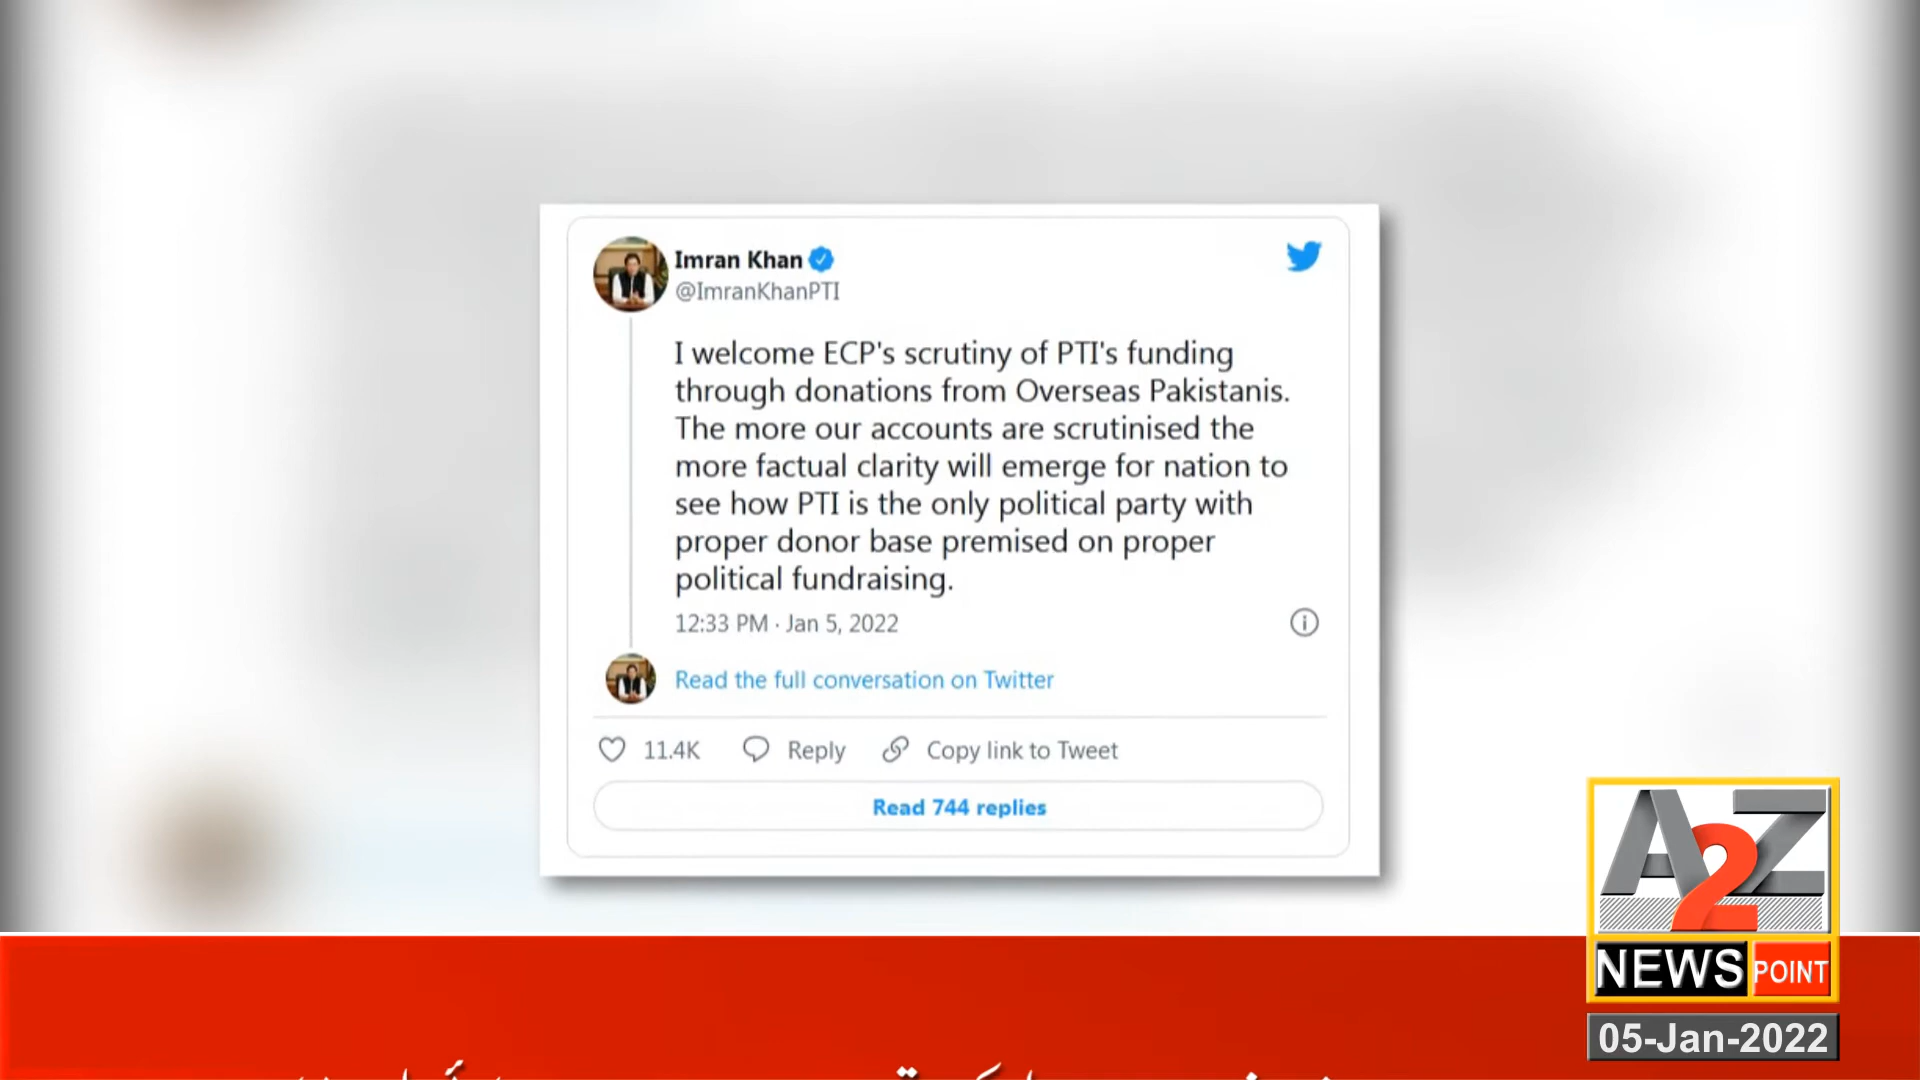 Imran Khan
@ImranKhanPTI
I welcome ECP's scrutiny of PTI's funding
through donations from Overseas Pakistanis.
The more our accounts are scrutinised the
more factual clarity will emerge for nation to
see how PTI is the only political party with
proper donor base premised on proper
political fundraising.
12:33 PM · Jan 5, 2022
Read the full conversation on Twitter
11.4K Reply Copy link to Tweet
Read 744 replies
A2Z
NEWS POINT
05-Jan-2022